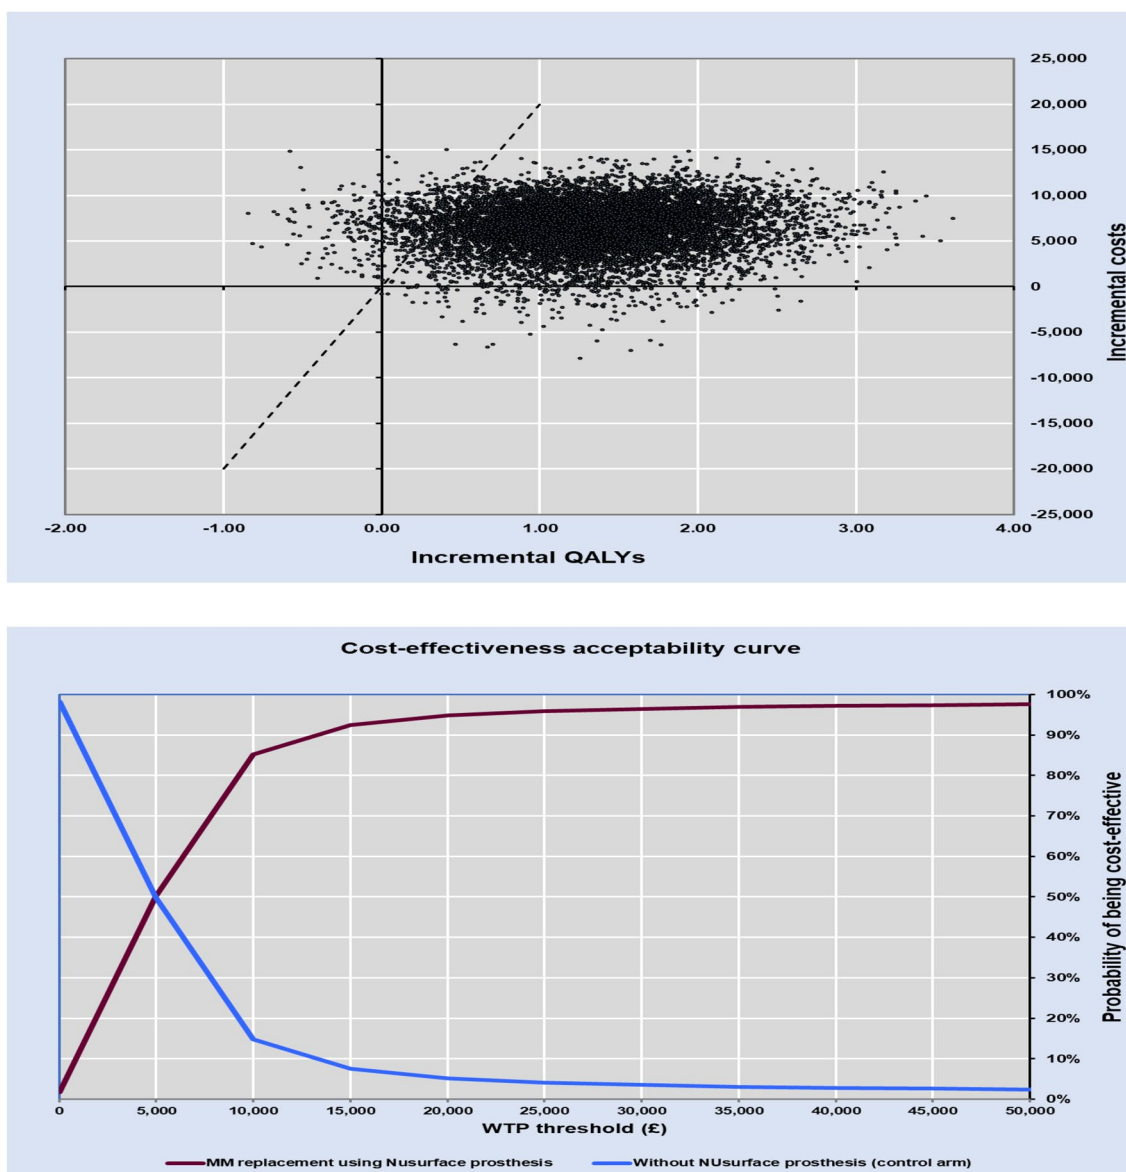 25,000
20,000
15,000
10,000
5,000
0
-5,000
-10,000
-15,000
-20,000
-25,000
Incremental costs
-2.00 -1.00 0.00 1.00 2.00 3.00 4.00
Incremental QALYs
Cost-effectiveness acceptability curve
100%
90%
80%
70%
60%
50%
40%
30%
20%
10%
0%
Probability of being cost-effective
0 5,000 10,000 15,000 20,000 25,000 30,000 35,000 40,000 45,000 50,000
WTP threshold (£)
MM replacement using Nusurface prosthesis Without NUsurface prosthesis (control arm)